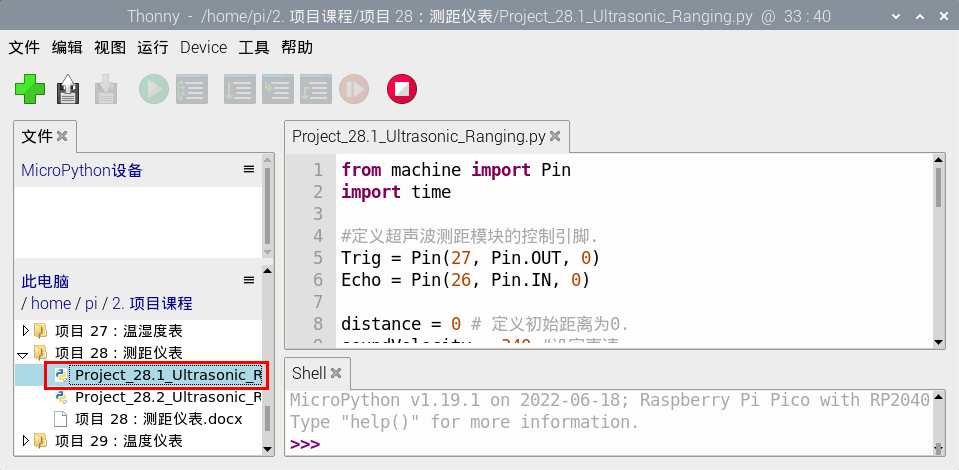 Thonny - /home/pi/2. 项目课程/项目 28：测距仪表/Project_28.1_Ultrasonic_Ranging.py @ 33 : 40
文件 编辑 视图 运行 Device 工具 帮助
文件
MicroPython设备
此电脑
/ home / pi / 2. 项目课程
项目 27：温湿度表
项目 28：测距仪表
Project_28.1_Ultrasonic_R
Project_28.2_Ultrasonic_R
项目 28：测距仪表.docx
项目 29：温度仪表
Project_28.1_Ultrasonic_Ranging.py
1 from machine import Pin
2 import time
3
4 #定义超声波测距模块的控制引脚.
5 Trig = Pin(27, Pin.OUT, 0)
6 Echo = Pin(26, Pin.IN, 0)
7
8 distance = 0 # 定义初始距离为0.
9 soundVelocity = 340 #设定声速
Shell
MicroPython v1.19.1 on 2022-06-18; Raspberry Pi Pico with RP2040
Type "help()" for more information.
>>>